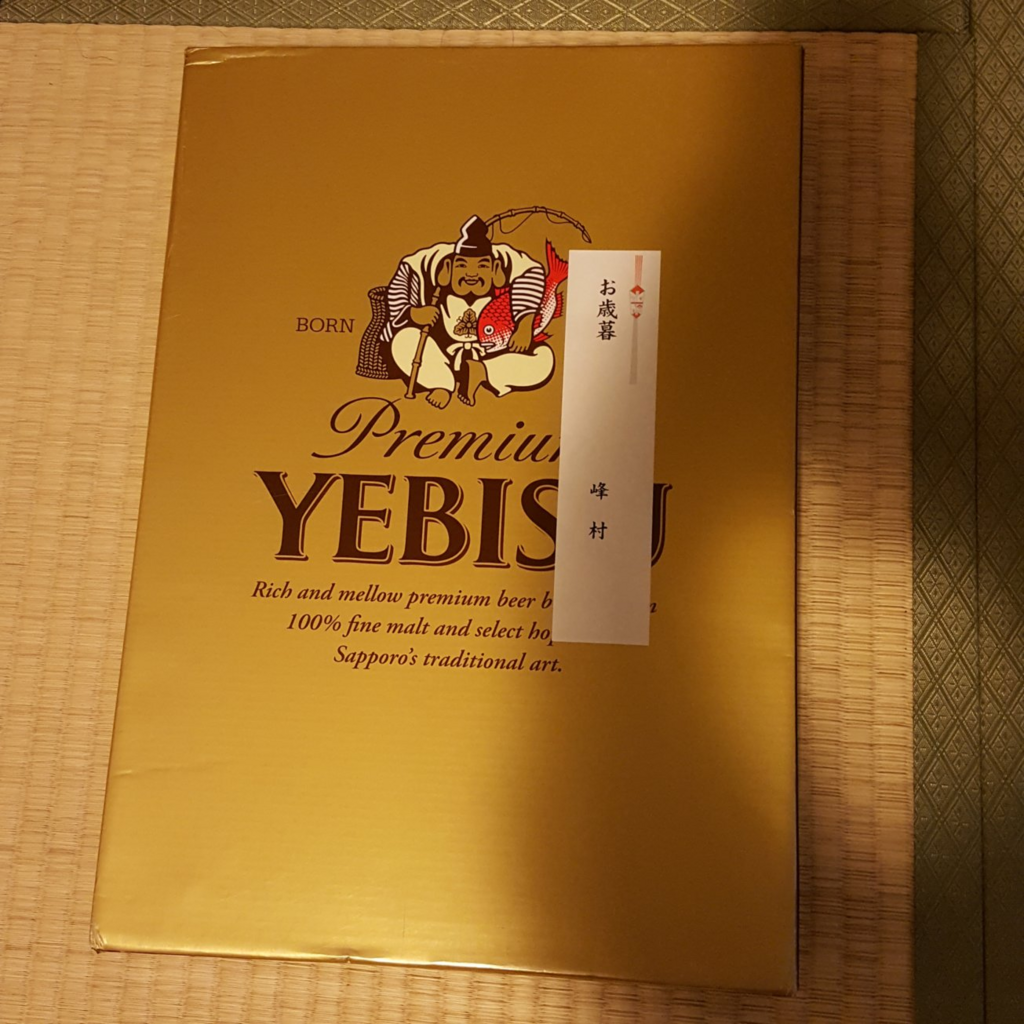 BORN
Premiu
YEBIS U
Rich and mellow premium beer
100% fine malt and select
Sapporo's traditional art.
お歳暮
峰村